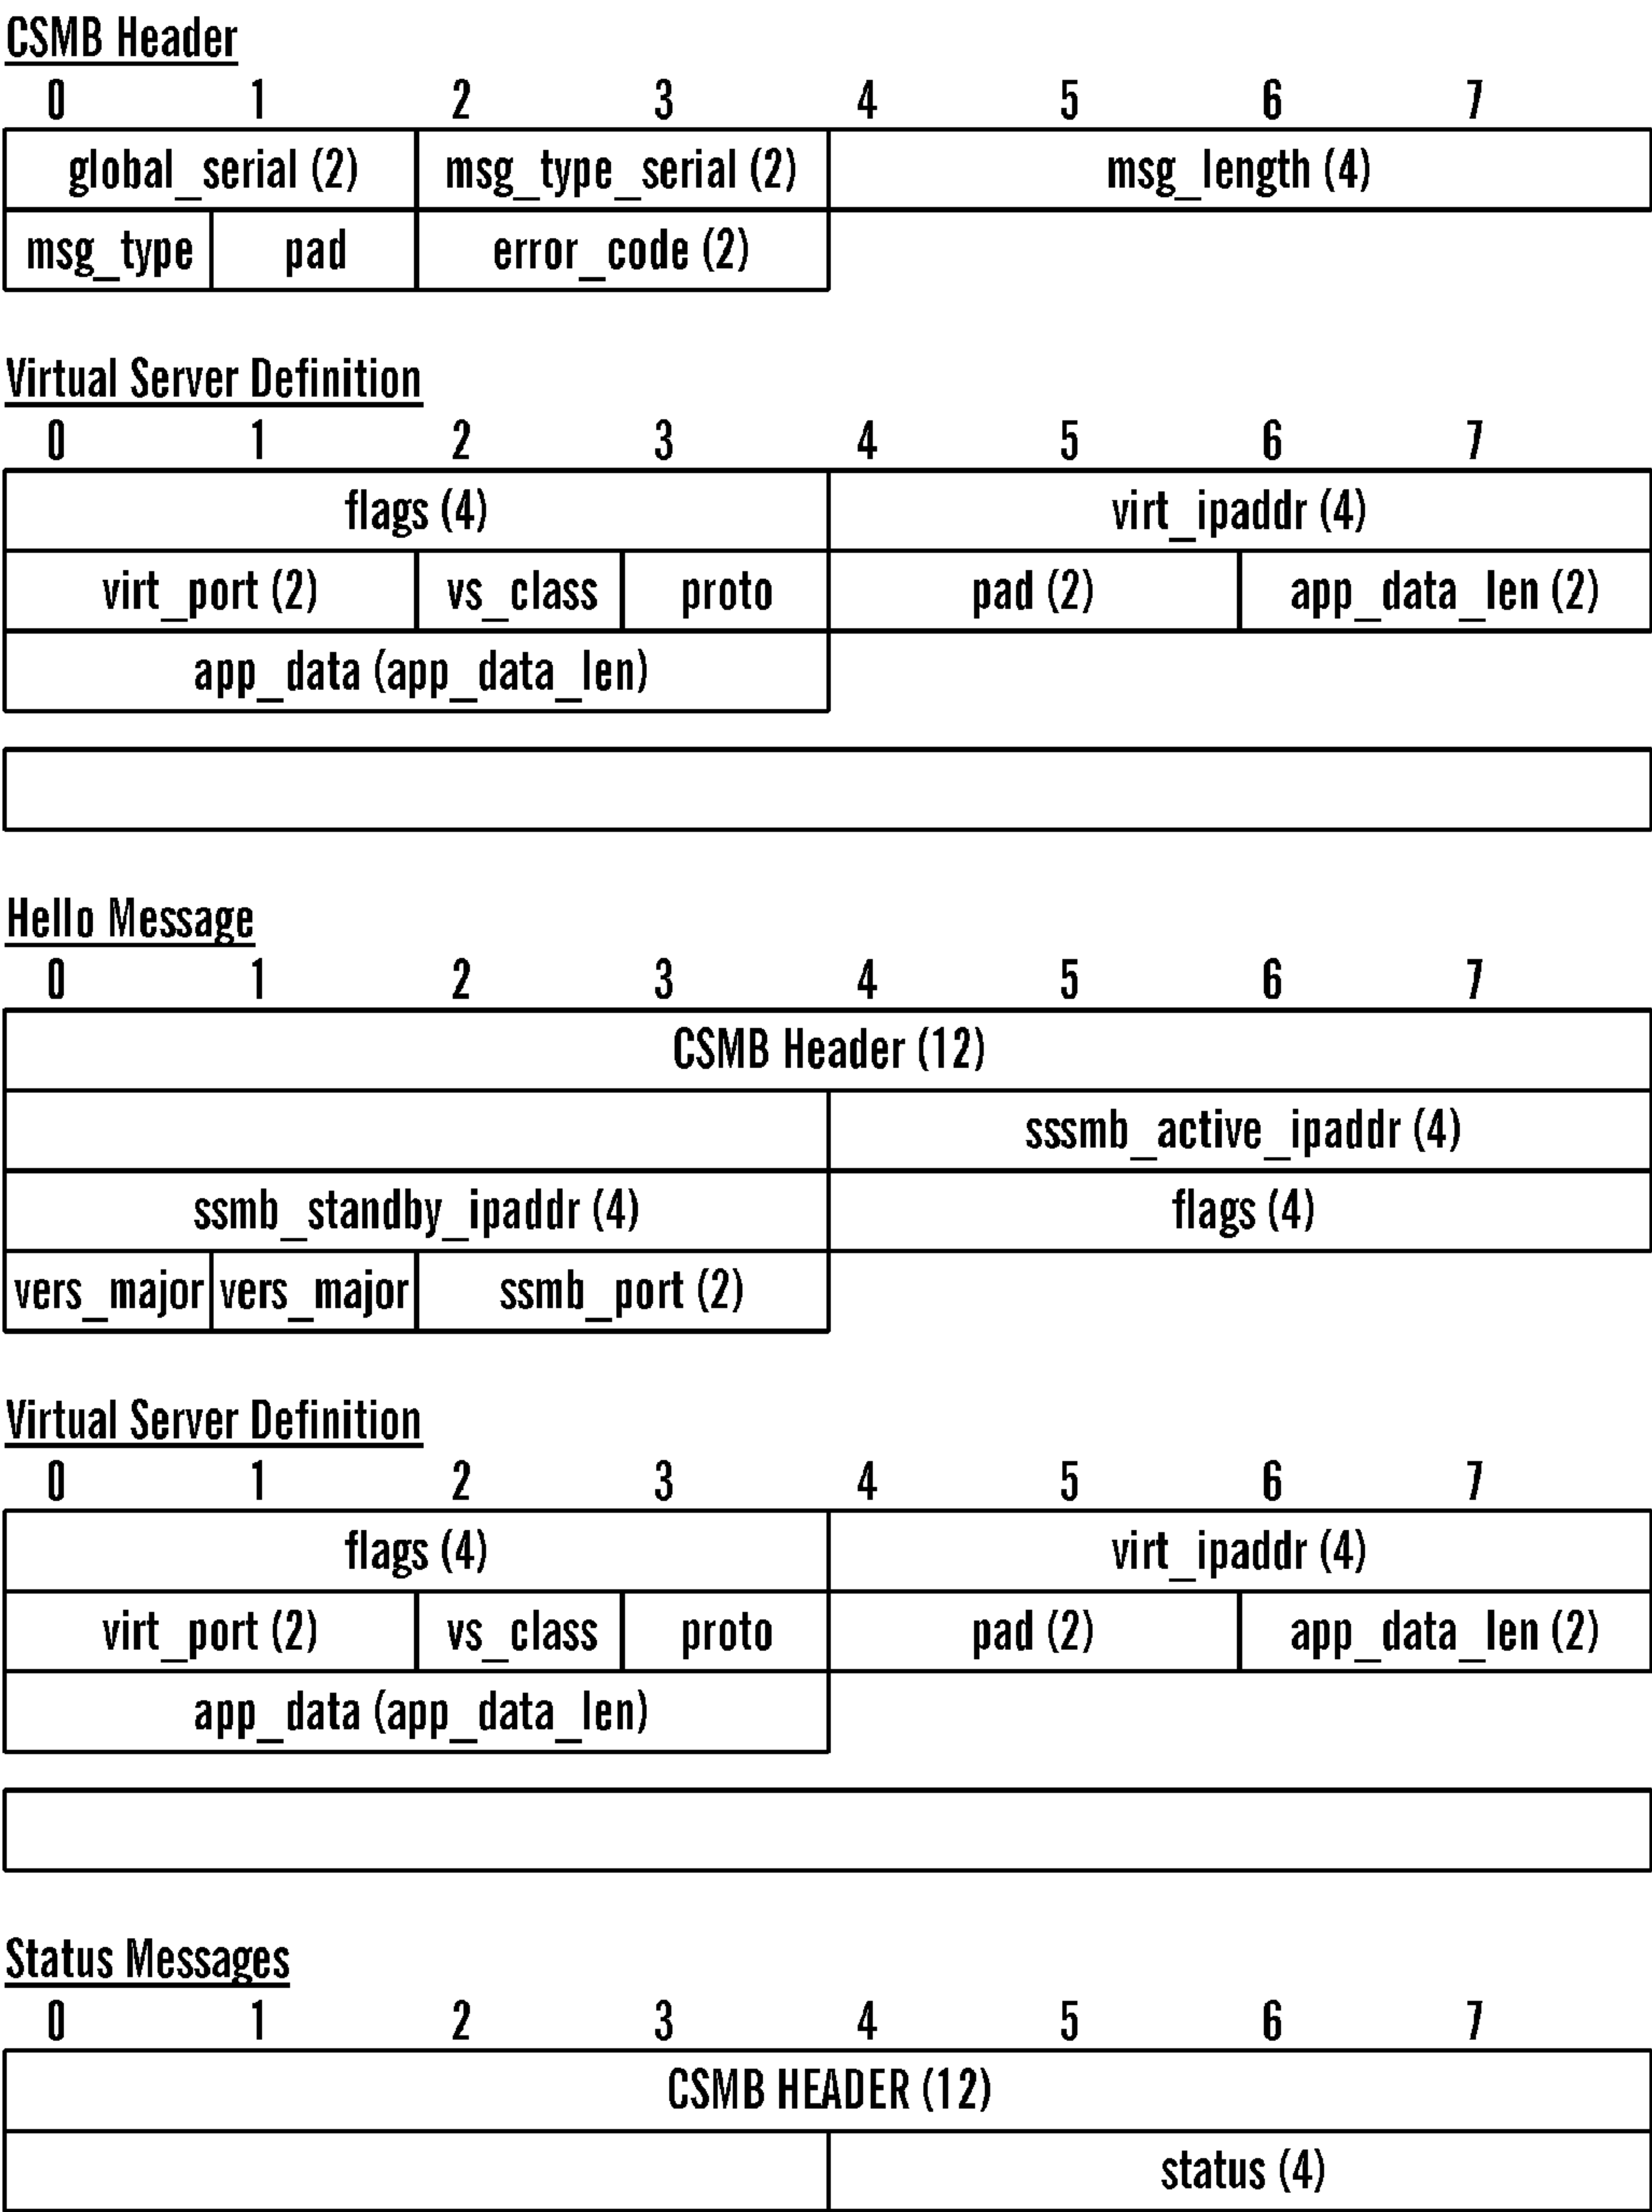 CSMB Header
0 1 2 3 4 5 6 7
global_serial (2) msg_type_serial (2) msg_length (4)
msg_type pad error_code (2)
Virtual Server Definition
0 1 2 3 4 5 6 7
flags (4) virt_ipaddr (4)
virt_port (2) vs_class proto pad (2) app_data_len (2)
app_data (app_data_len)
Hello Message
0 1 2 3 4 5 6 7
CSMB Header (12)
sssmb_active_ipaddr (4)
ssmb_standby_ipaddr (4) flags (4)
vers_major vers_major ssmb_port (2)
Virtual Server Definition
0 1 2 3 4 5 6 7
flags (4) virt_ipaddr (4)
virt_port (2) vs_class proto pad (2) app_data_len (2)
app_data (app_data_len)
Status Messages
0 1 2 3 4 5 6 7
CSMB HEADER (12)
status (4)